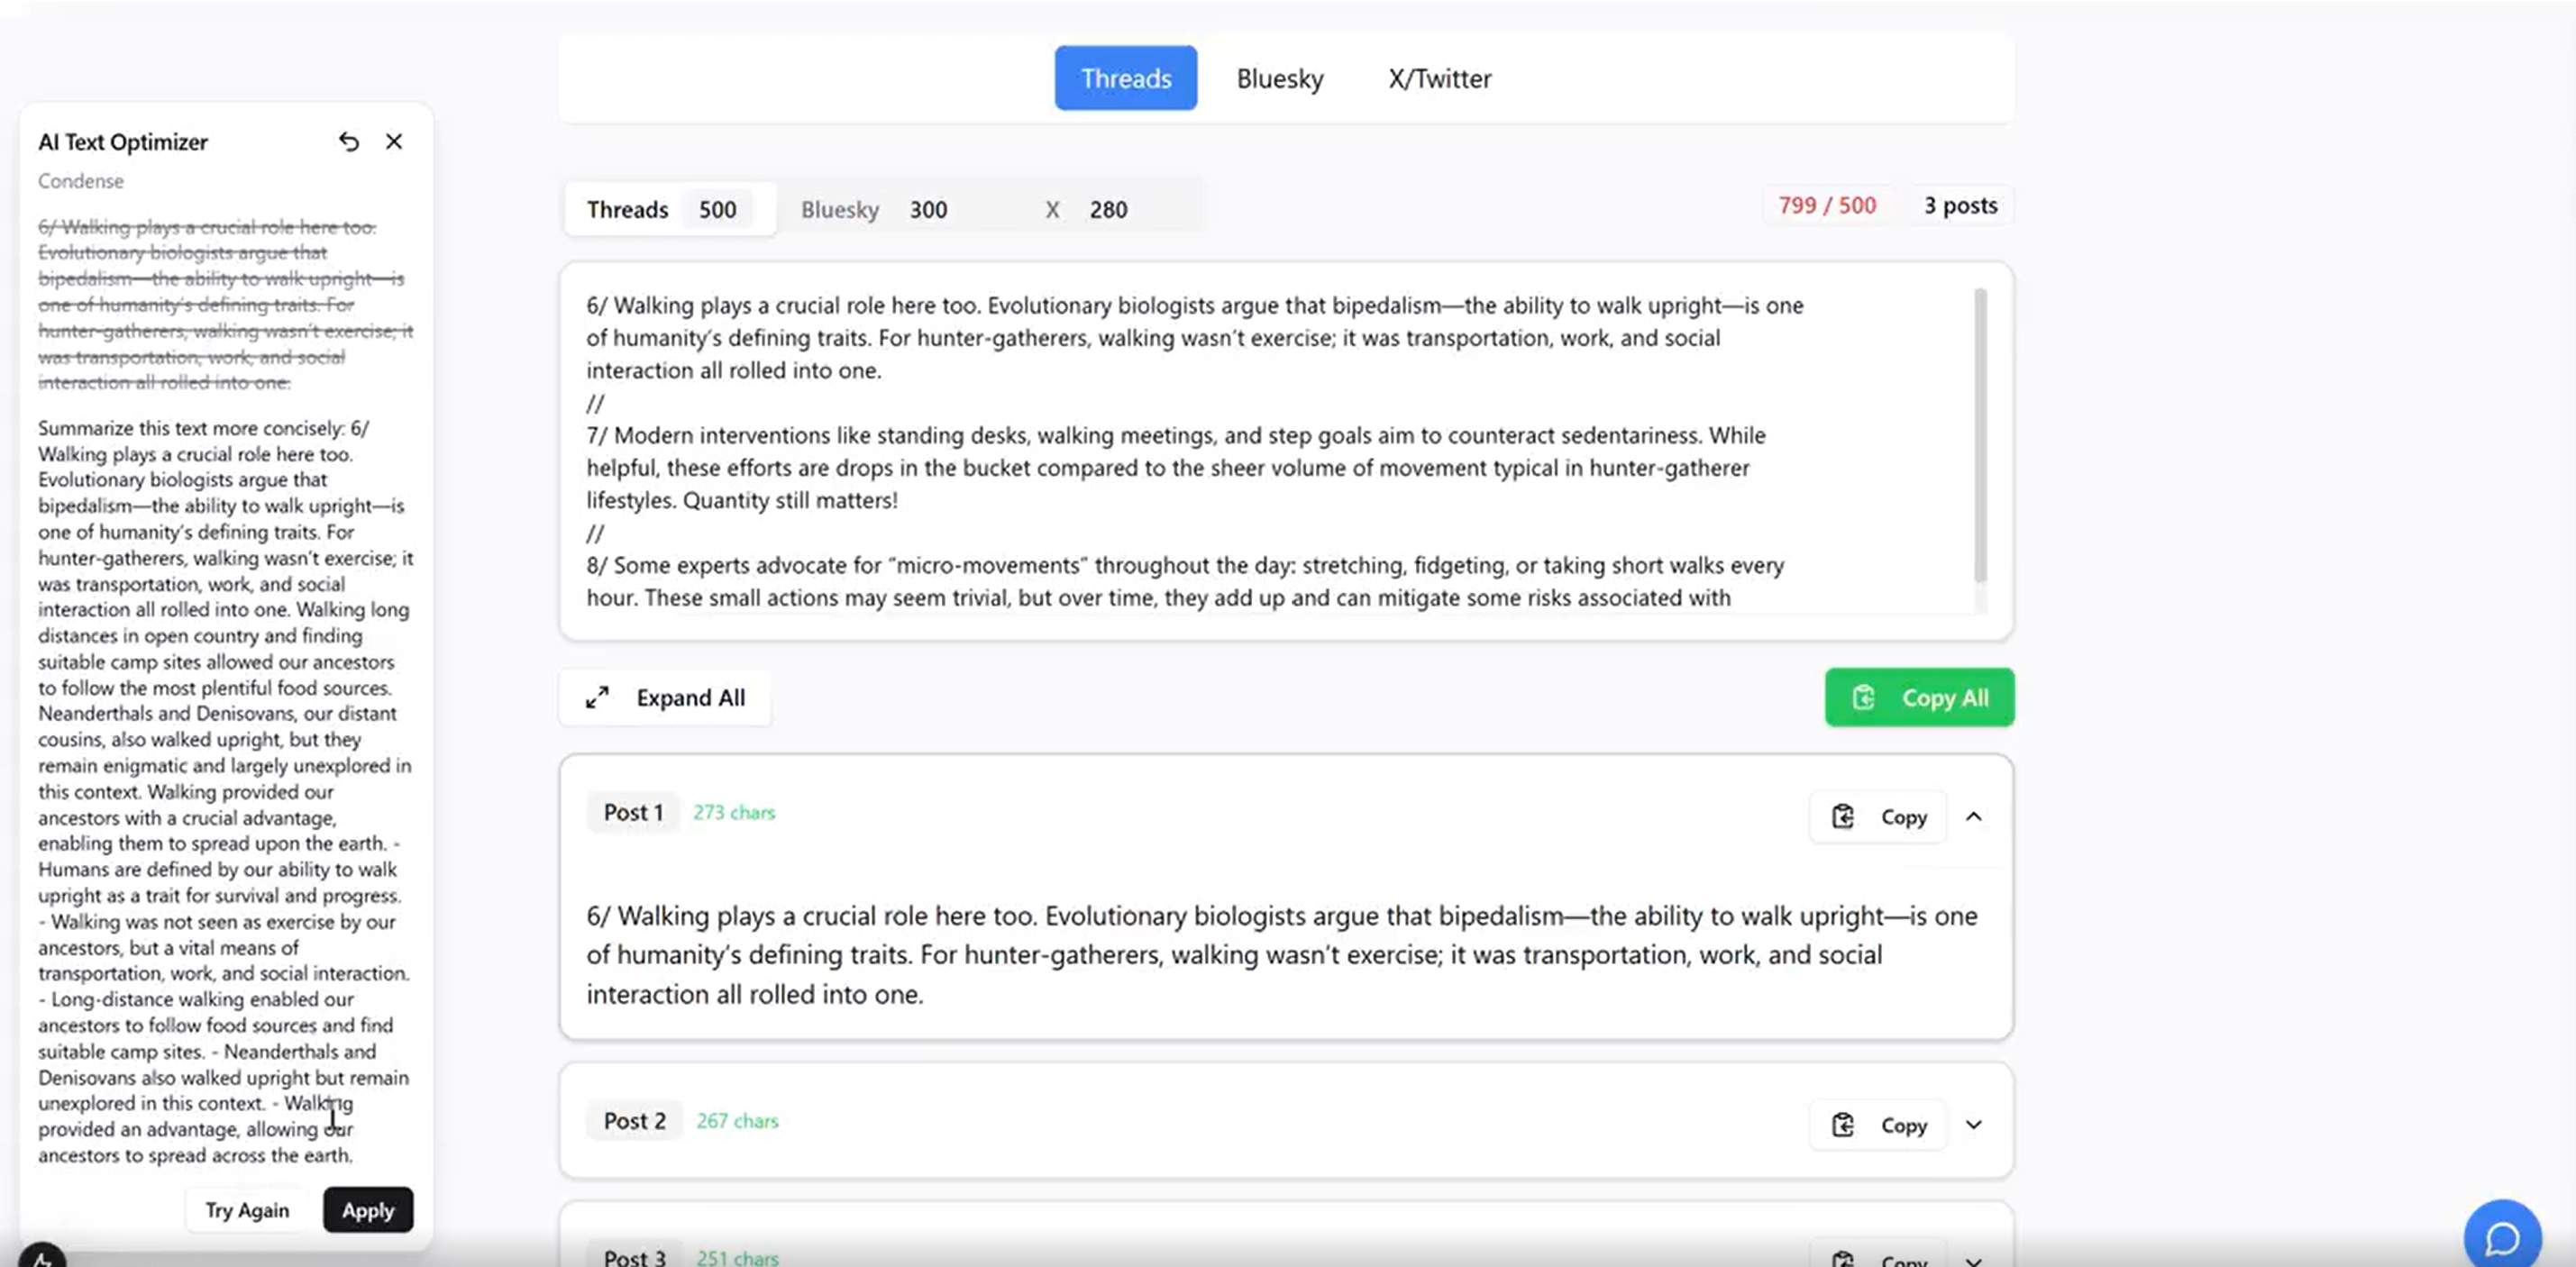 Threads Bluesky X/Twitter
AI Text Optimizer
Condense
6/ Walking plays a crucial role here too.
Evolutionary biologists argue that
bipedalism—the ability to walk upright—is
one of humanity’s defining traits. For
hunter-gatherers, walking wasn’t exercise; it
was transportation, work, and social
interaction all rolled into one.
Summarize this text more concisely: 6/
Walking plays a crucial role here too.
Evolutionary biologists argue that
bipedalism—the ability to walk upright—is
one of humanity’s defining traits. For
hunter-gatherers, walking wasn’t exercise; it
was transportation, work, and social
interaction all rolled into one. Walking long
distances in open country and finding
suitable camp sites allowed our ancestors
to follow the most plentiful food sources.
Neanderthals and Denisovans, our distant
cousins, also walked upright, but they
remain enigmatic and largely unexplored in
this context. Walking provided our
ancestors with a crucial advantage,
enabling them to spread upon the earth. -
Humans are defined by our ability to walk
upright as a trait for survival and progress.
- Walking was not seen as exercise by our
ancestors, but a vital means of
transportation, work, and social interaction.
- Long-distance walking enabled our
ancestors to follow food sources and find
suitable camp sites. - Neanderthals and
Denisovans also walked upright but remain
unexplored in this context. - Walking
provided an advantage, allowing our
ancestors to spread across the earth.
Try Again Apply
Threads 500 Bluesky 300 X 280
799 / 500 3 posts
6/ Walking plays a crucial role here too. Evolutionary biologists argue that bipedalism—the ability to walk upright—is one
of humanity’s defining traits. For hunter-gatherers, walking wasn’t exercise; it was transportation, work, and social
interaction all rolled into one.
//
7/ Modern interventions like standing desks, walking meetings, and step goals aim to counteract sedentariness. While
helpful, these efforts are drops in the bucket compared to the sheer volume of movement typical in hunter-gatherer
lifestyles. Quantity still matters!
//
8/ Some experts advocate for “micro-movements” throughout the day: stretching, fidgeting, or taking short walks every
hour. These small actions may seem trivial, but over time, they add up and can mitigate some risks associated with
Expand All Copy All
Post 1 273 chars Copy
6/ Walking plays a crucial role here too. Evolutionary biologists argue that bipedalism—the ability to walk upright—is one
of humanity’s defining traits. For hunter-gatherers, walking wasn’t exercise; it was transportation, work, and social
interaction all rolled into one.
Post 2 267 chars Copy
Post 3 251 chars Copy